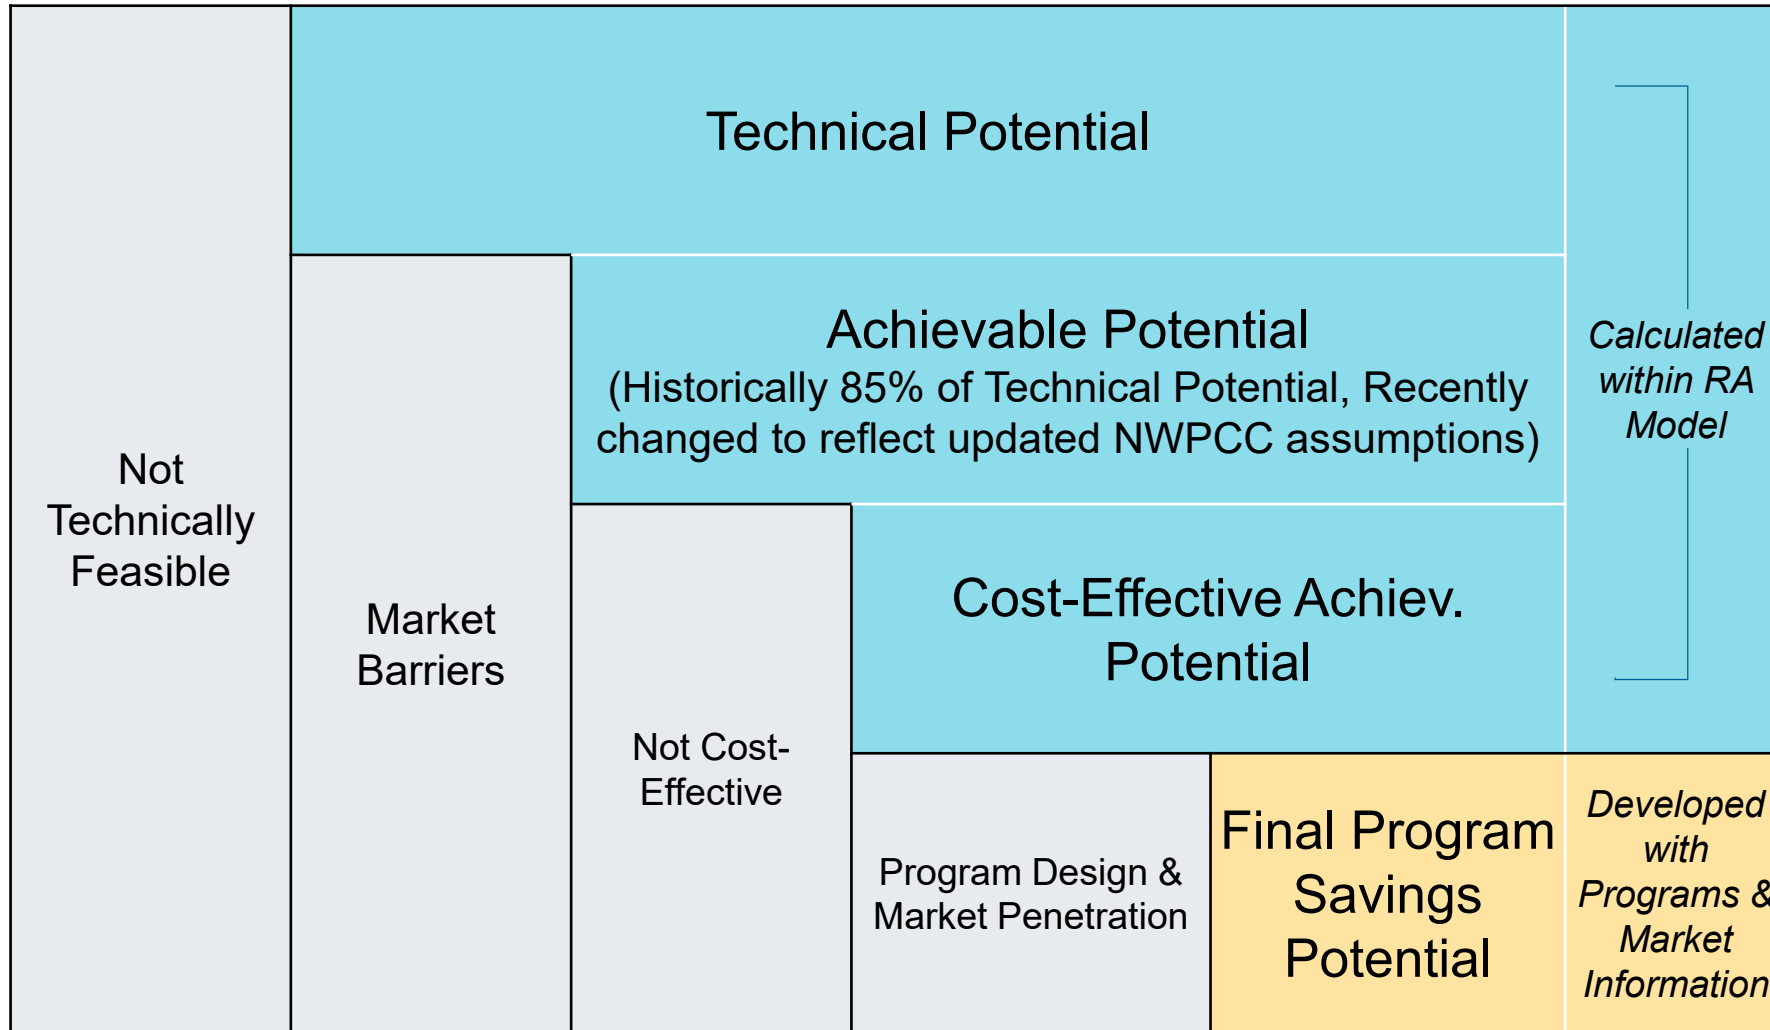 Technical Potential
Achievable Potential
(Historically 85% of Technical Potential, Recently
changed to reflect updated NWPCC assumptions)
Calculated
within RA
Model
Not
Technically
Feasible
Market
Barriers
Cost-Effective Achiev.
Potential
Not Cost-
Effective
Program Design &
Market Penetration
Final Program
Savings
Potential
Developed
with
Programs &
Market
Information